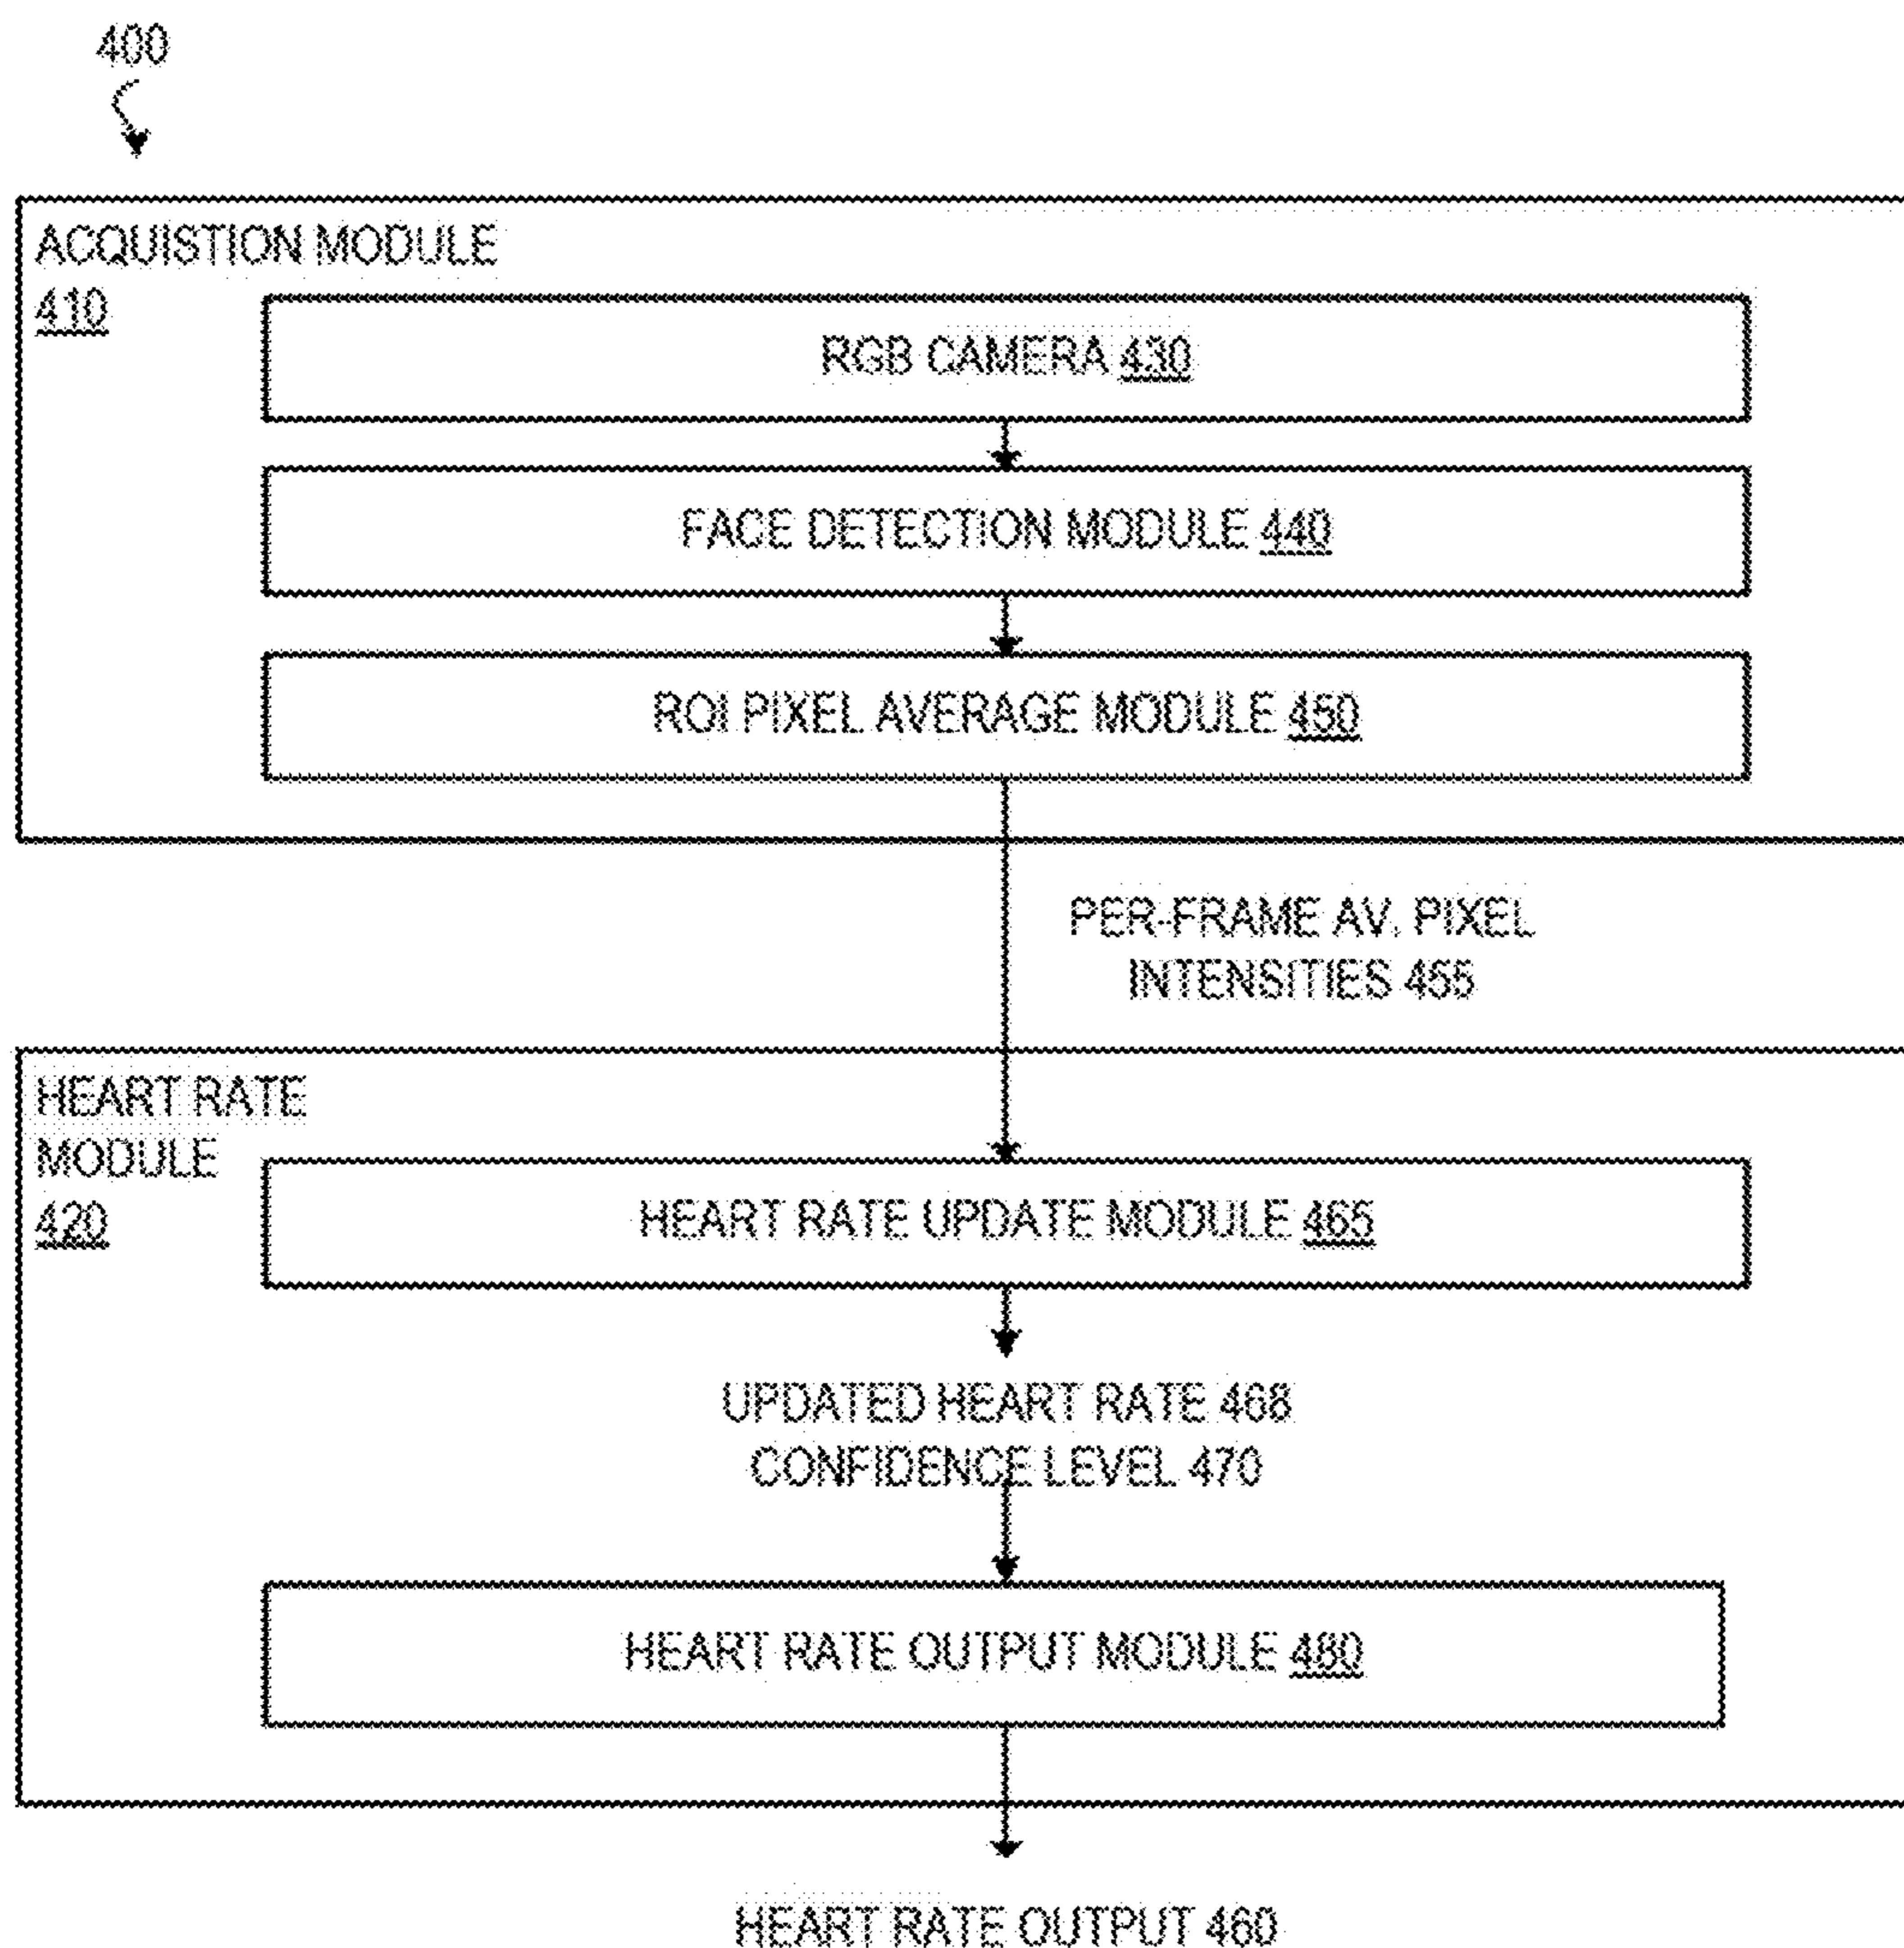 400
ACQUISTION MODULE
410
RGB CAMERA 430
FACE DETECTION MODULE 440
ROI PIXEL AVERAGE MODULE 450
PER-FRAME AV. PIXEL
INTENSITIES 455
HEART RATE
MODULE
420
HEART RATE UPDATE MODULE 465
UPDATED HEART RATE 468
CONFIDENCE LEVEL 470
HEART RATE OUTPUT MODULE 480
HEART RATE OUTPUT 460